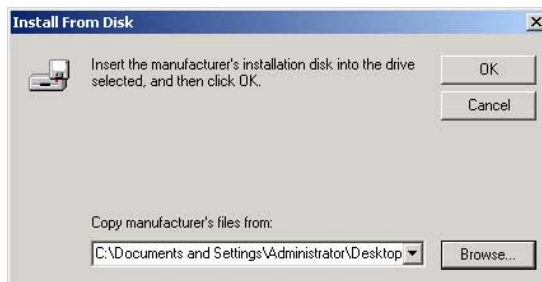 Install From Disk
Insert the manufacturer's installation disk into the drive
selected, and then click OK.
OK
Cancel
Copy manufacturer's files from:
C:\Documents and Settings\Administrator\Desktop
Browse...